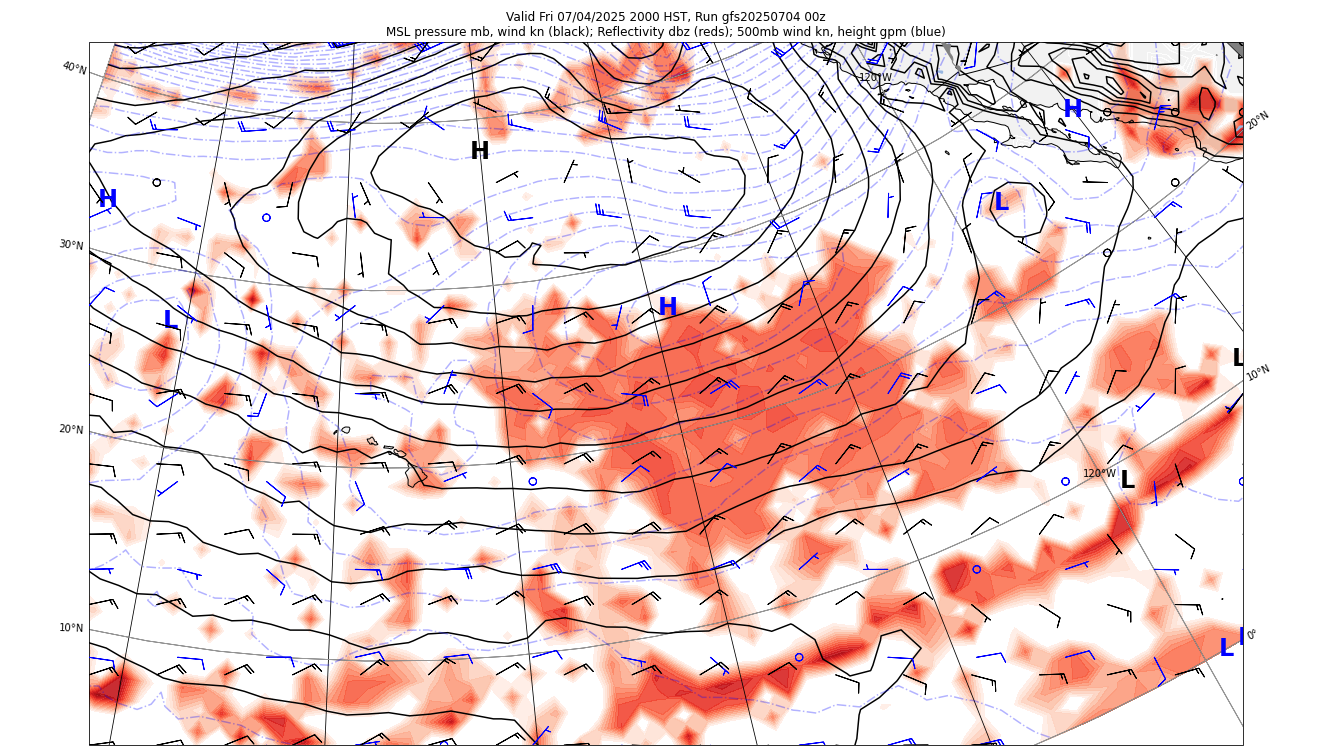 Valid Fri 07/04/2025 2000 HST, Run gfs20250704 00z
MSL pressure mb, wind kn (black); Reflectivity dbz (reds); 500mb wind kn, height gpm (blue)
40°N
120°W
H
20°N
H
H
L
30°N
H
L
L
10°N
20°N
120°W
L
10°N
0°
L